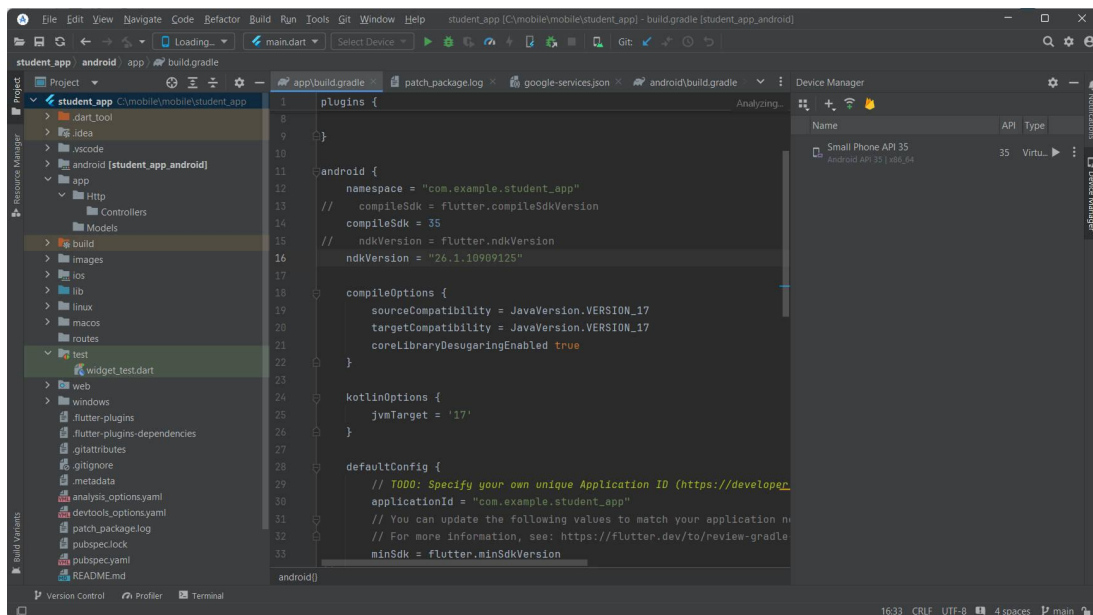 File Edit View Navigate Code Refactor Build Run Tools Git Window Help student_app [C:\mobile\mobile\student_app] - build.gradle [student_app_android]
Loading... main.dart Select Device Git:
student_app android app build.gradle
Project
app\build.gradle patch_package.log google-services.json android\build.gradle
Device Manager
Project
Resource Manager
Build Variants
student_app C:\mobile\mobile\student_app
.dart_tool
.idea
.vscode
android [student_app_android]
app
Http
Controllers
Models
build
images
ios
lib
linux
macos
routes
test
widget_test.dart
web
windows
.flutter-plugins
.flutter-plugins-dependencies
.gitattributes
.gitignore
.metadata
analysis_options.yaml
devtools_options.yaml
patch_package.log
pubspec.lock
pubspec.yaml
README.md
1 plugins { Analyzing...
8
9 }
10
11 android {
12 namespace = "com.example.student_app"
13 // compileSdk = flutter.compileSdkVersion
14 compileSdk = 35
15 // ndkVersion = flutter.ndkVersion
16 ndkVersion = "26.1.10909125"
17
18 compileOptions {
19 sourceCompatibility = JavaVersion.VERSION_17
20 targetCompatibility = JavaVersion.VERSION_17
21 coreLibraryDesugaringEnabled true
22 }
23
24 kotlinOptions {
25 jvmTarget = '17'
26 }
27
28 defaultConfig {
29 // TODO: Specify your own unique Application ID (https://developer.
30 applicationId = "com.example.student_app"
31 // You can update the following values to match your application
32 // For more information, see: https://flutter.dev/to/review-gradle
33 minSdk = flutter.minSdkVersion
android{}
Name API Type
Small Phone API 35 35 Virtu...
Android API 35 | x86_64
Notifications
Device Manager
Version Control Profiler Terminal
16:33 CRLF UTF-8 4 spaces main